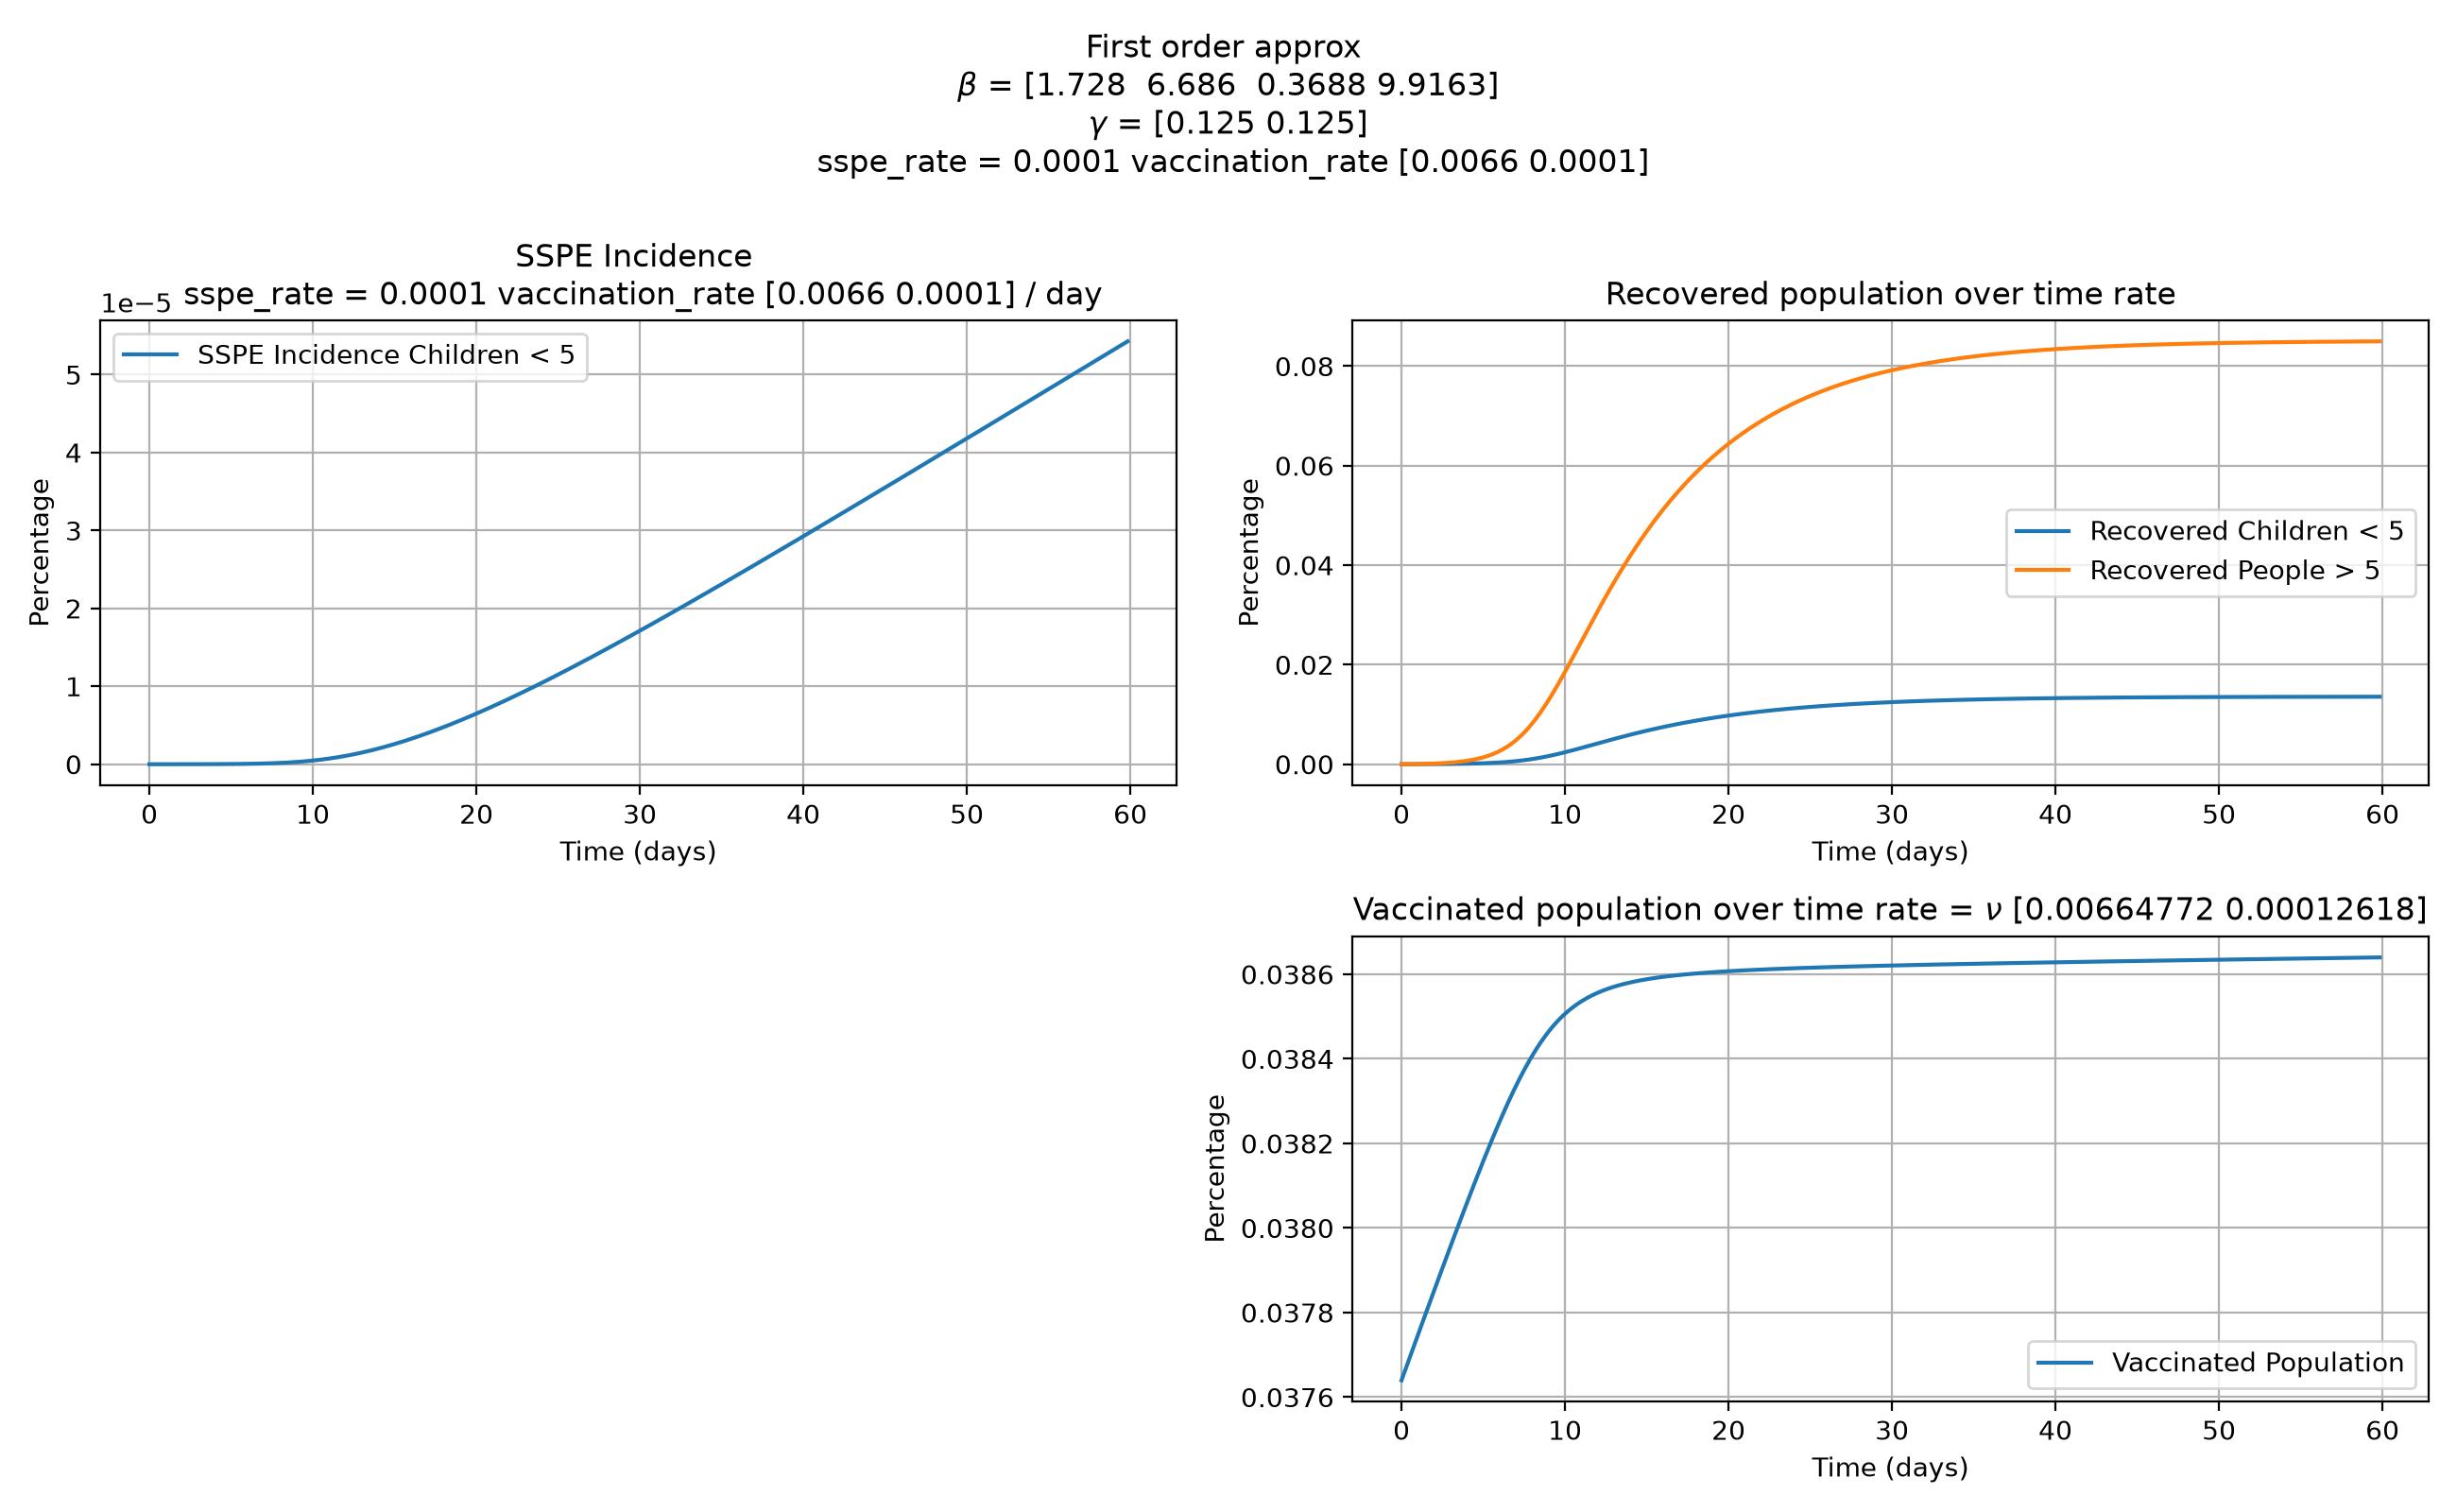 First order approx
β = [1.728 6.686 0.3688 9.9163]
γ = [0.125 0.125]
sspe_rate = 0.0001 vaccination_rate [0.0066 0.0001]
SSPE Incidence
sspe_rate = 0.0001 vaccination_rate [0.0066 0.0001] / day
1e−5
SSPE Incidence Children < 5
5
4
3
2
1
0
Percentage
0 10 20 30 40 50 60
Time (days)
Recovered population over time rate
0.08
0.06
0.04
0.02
0.00
Percentage
Recovered Children < 5
Recovered People > 5
0 10 20 30 40 50 60
Time (days)
Vaccinated population over time rate = ν [0.00664772 0.00012618]
0.0386
0.0384
0.0382
0.0380
0.0378
0.0376
Percentage
Vaccinated Population
0 10 20 30 40 50 60
Time (days)